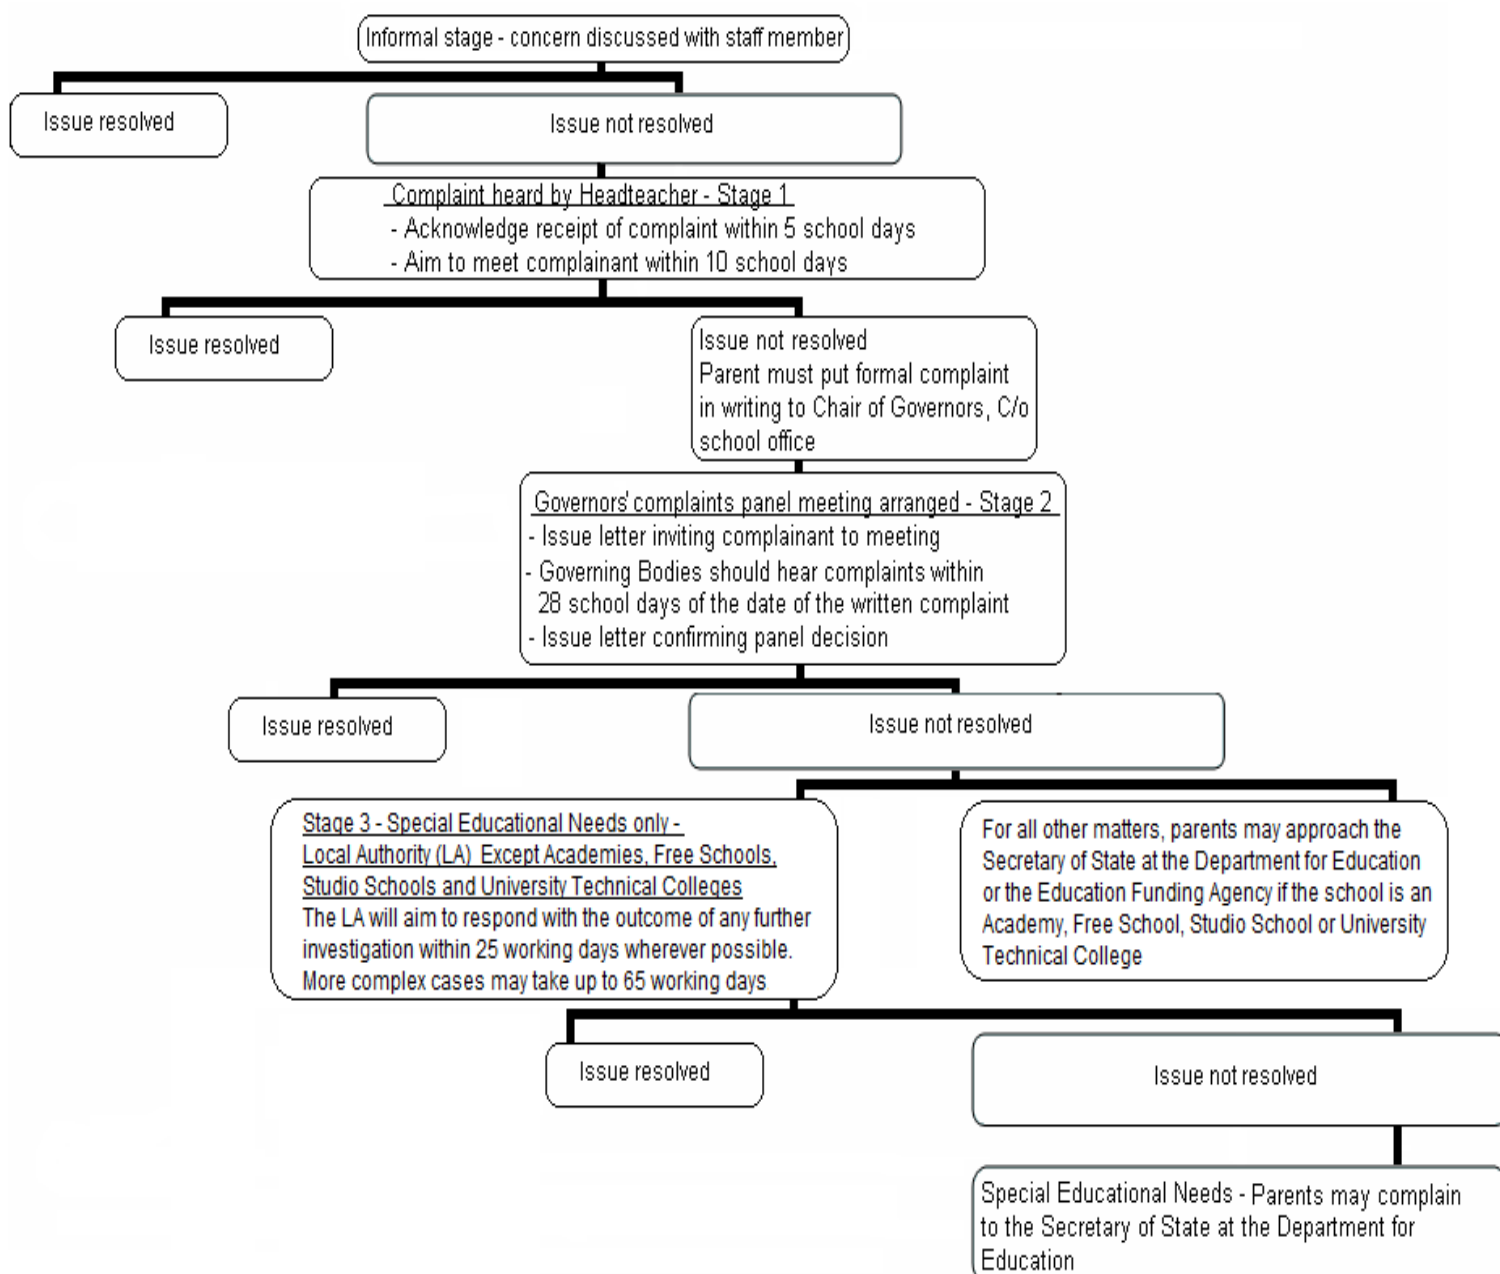 Informal stage - concern discussed with staff member
Issue resolved
Issue not resolved
Complaint heard by Headteacher - Stage 1
- Acknowledge receipt of complaint within 5 school days
- Aim to meet complainant within 10 school days
Issue resolved
Issue not resolved
Parent must put formal complaint
in writing to Chair of Governors, C/o
school office
Governors' complaints panel meeting arranged - Stage 2
- Issue letter inviting complainant to meeting
- Governing Bodies should hear complaints within
28 school days of the date of the written complaint
- Issue letter confirming panel decision
Issue resolved
Issue not resolved
Stage 3 - Special Educational Needs only -
Local Authority (LA) Except Academies, Free Schools,
Studio Schools and University Technical Colleges
The LA will aim to respond with the outcome of any further
investigation within 25 working days wherever possible.
More complex cases may take up to 65 working days
For all other matters, parents may approach the
Secretary of State at the Department for Education
or the Education Funding Agency if the school is an
Academy, Free School, Studio School or University
Technical College
Issue resolved
Issue not resolved
Special Educational Needs - Parents may complain
to the Secretary of State at the Department for
Education